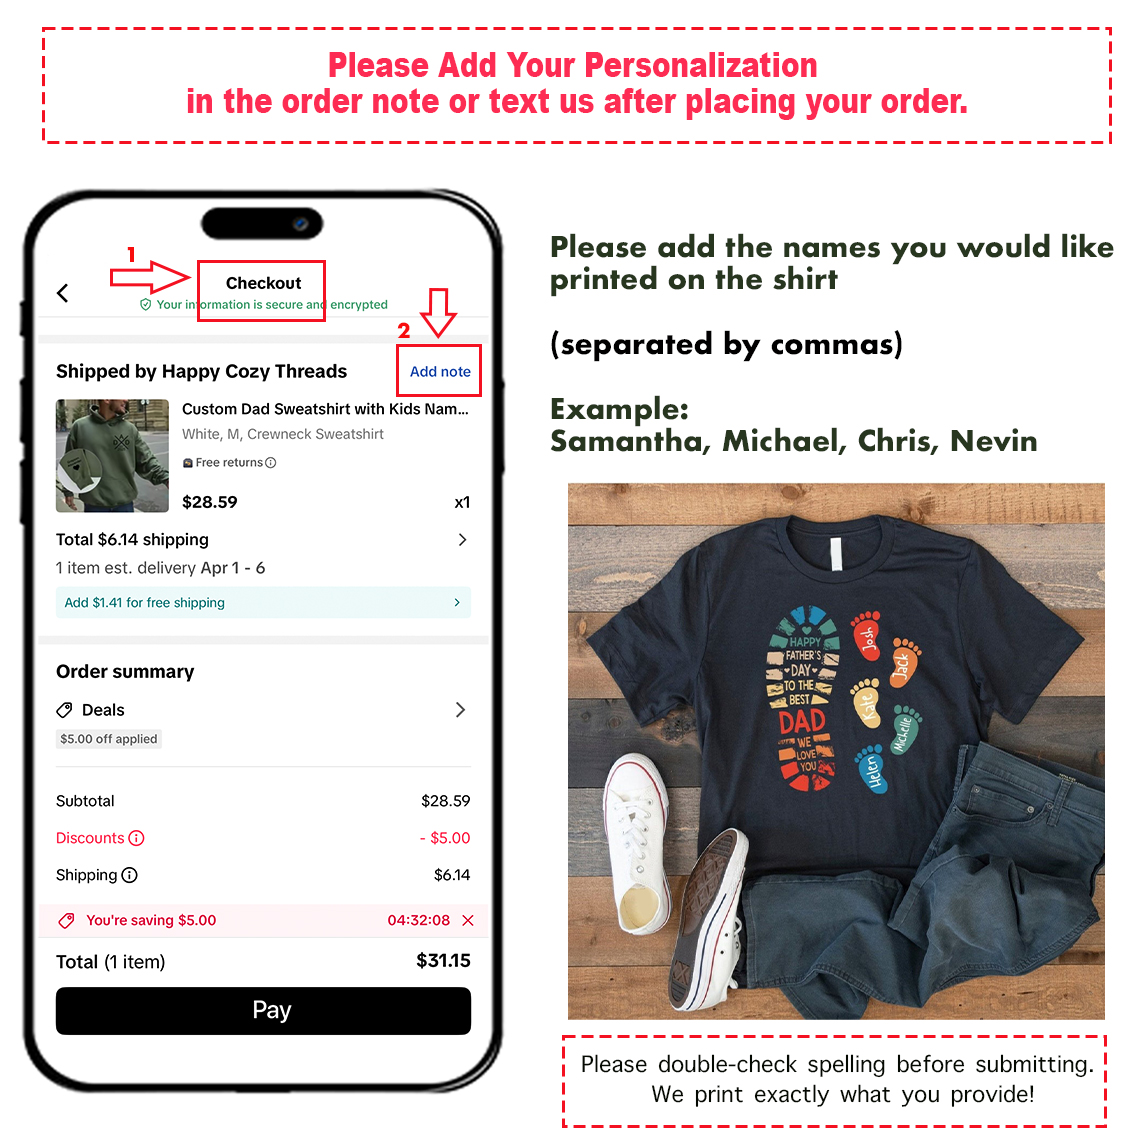 Please Add Your Personalization
in the order note or text us after placing your order.
1
Checkout
Your information is secure and encrypted
2
Shipped by Happy Cozy Threads
Add note
Custom Dad Sweatshirt with Kids Nam...
White, M, Crewneck Sweatshirt
Free returns
$28.59
x1
Total $6.14 shipping
1 item est. delivery Apr 1 - 6
Add $1.41 for free shipping
Order summary
Deals
$5.00 off applied
Subtotal
$28.59
Discounts
- $5.00
Shipping
$6.14
You're saving $5.00
04:32:08
Total (1 item)
$31.15
Pay
Please add the names you would like
printed on the shirt
(separated by commas)
Example:
Samantha, Michael, Chris, Nevin
HAPPY
FATHER'S
DAY
TO THE
BEST
DAD
WE
LOVE
YOU
Josh
Jack
Kate
Michelle
Helen
Please double-check spelling before submitting.
We print exactly what you provide!